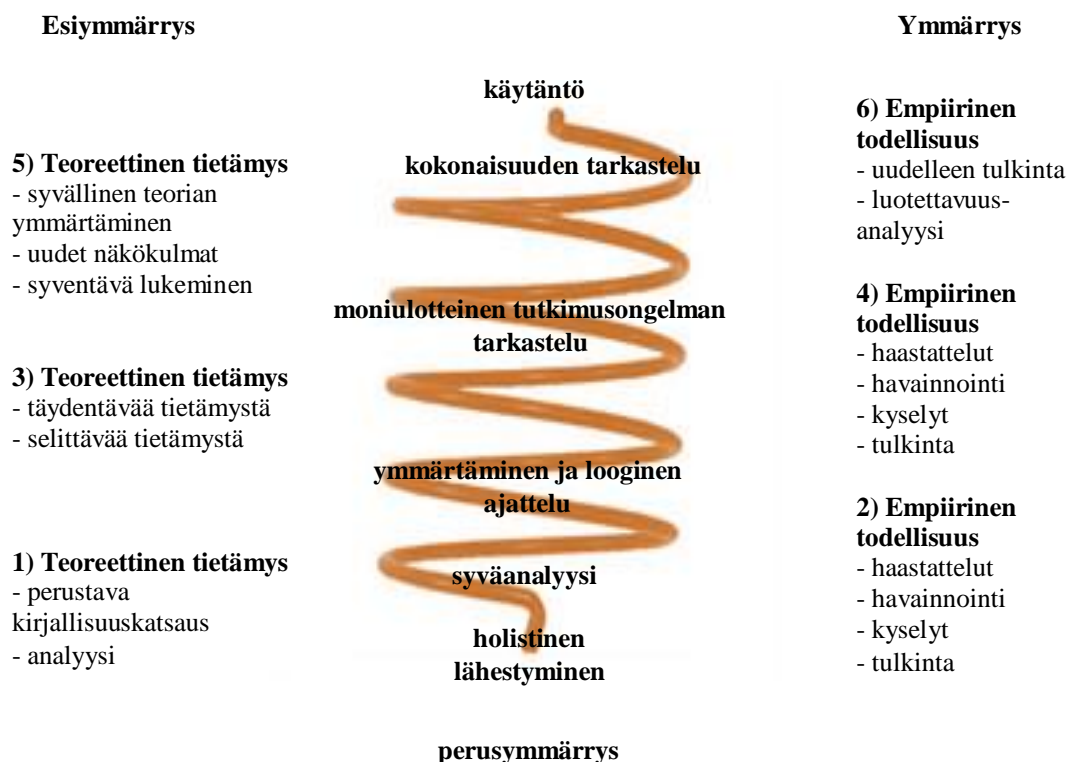 Esiymmärrys
Ymmärrys
käytäntö
kokonaisuuden tarkastelu
moniulotteinen tutkimusongelman
tarkastelu
ymmärtäminen ja looginen
ajattelu
syväanalyysi
holistinen
lähestyminen
perusymmärrys
5) Teoreettinen tietämys
- syvällinen teorian
ymmärtäminen
- uudet näkökulmat
- syventävä lukeminen
3) Teoreettinen tietämys
- täydentävää tietämystä
- selittävää tietämystä
1) Teoreettinen tietämys
- perustava
kirjallisuuskatsaus
- analyysi
6) Empiirinen
todellisuus
- uudelleen tulkinta
- luotettavuus-
analyysi
4) Empiirinen
todellisuus
- haastattelut
- havainnointi
- kyselyt
- tulkinta
2) Empiirinen
todellisuus
- haastattelut
- havainnointi
- kyselyt
- tulkinta